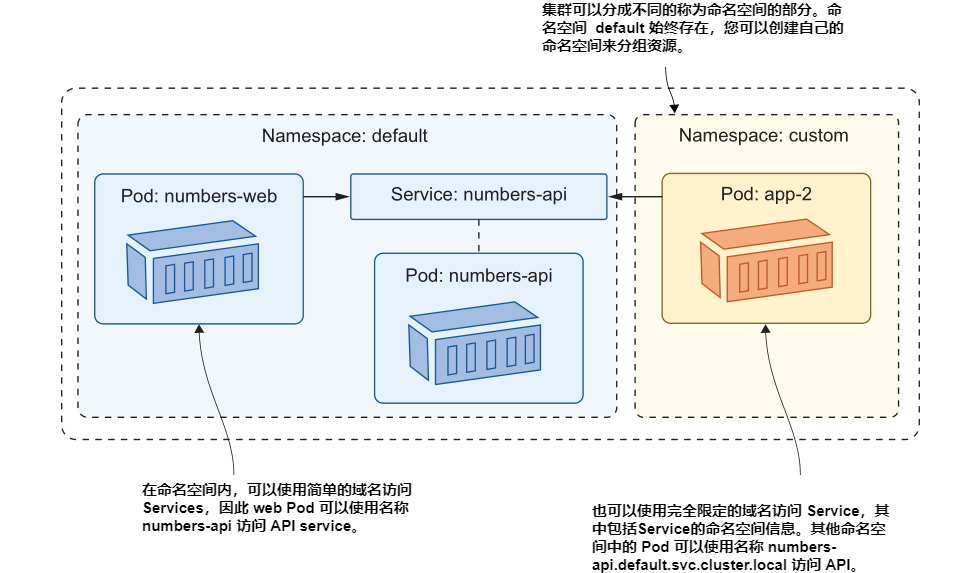 集群可以分成不同的称为命名空间的部分。命
名空间 default 始终存在，您可以创建自己的
命名空间来分组资源。
Namespace: default
Namespace: custom
Pod: numbers-web
Service: numbers-api
Pod: app-2
Pod: numbers-api
在命名空间内，可以使用简单的域名访问
Services，因此 web Pod 可以使用名称
numbers-api 访问 API service。
也可以使用完全限定的域名访问 Service，其
中包括Service的命名空间信息。其他命名空
间中的 Pod 可以使用名称 numbers-
api.default.svc.cluster.local 访问 API。